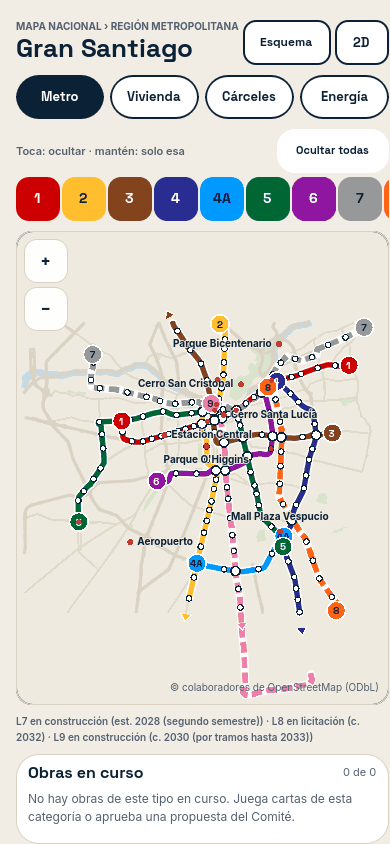 MAPA NACIONAL › REGIÓN METROPOLITANA
Gran Santiago
Esquema
2D
Metro
Vivienda
Cárceles
Energía
Toca: ocultar · mantén: solo esa
Ocultar todas
1
2
3
4
4A
5
6
7
+
−
2
7
7
Parque Bicentenario
1
Cerro San Cristóbal
8
9
Cerro Santa Lucía
1
Estación Central
3
Parque O'Higgins
6
Mall Plaza Vespucio
Aeropuerto
5
4A
8
© colaboradores de OpenStreetMap (ODbL)
L7 en construcción (est. 2028 (segundo semestre)) · L8 en licitación (c.
2032) · L9 en construcción (c. 2030 (por tramos hasta 2033))
Obras en curso
0 de 0
No hay obras de este tipo en curso. Juega cartas de esta
categoría o aprueba una propuesta del Comité.